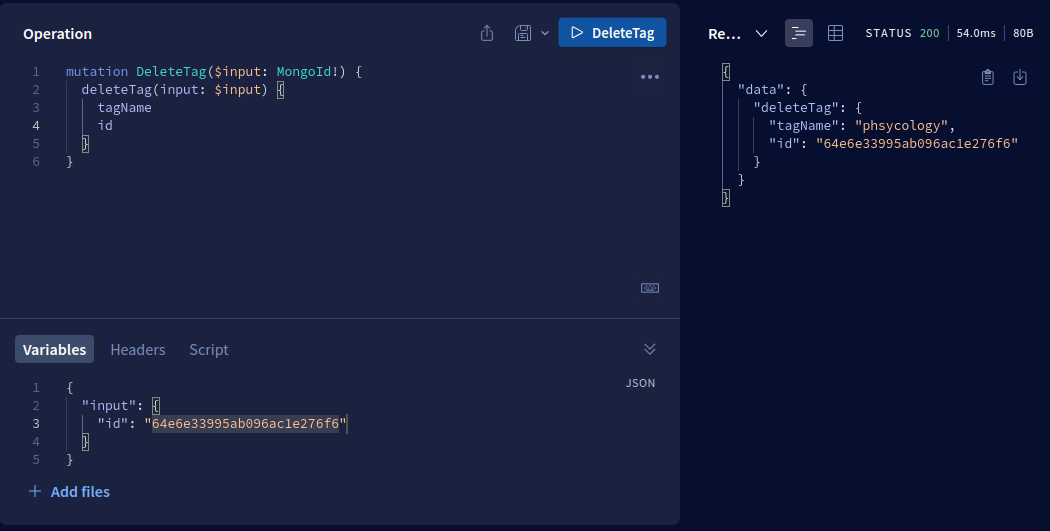 Operation
DeleteTag
1 mutation DeleteTag($input: MongoId!) {
2 deleteTag(input: $input) {
3 tagName
4 id
5 }
6 }
Variables Headers Script
JSON
1 {
2 "input": {
3 "id": "64e6e33995ab096ac1e276f6"
4 }
5 }
+ Add files
Re... STATUS 200 54.0ms 80B
{
"data": {
"deleteTag": {
"tagName": "phsycology",
"id": "64e6e33995ab096ac1e276f6"
}
}
}